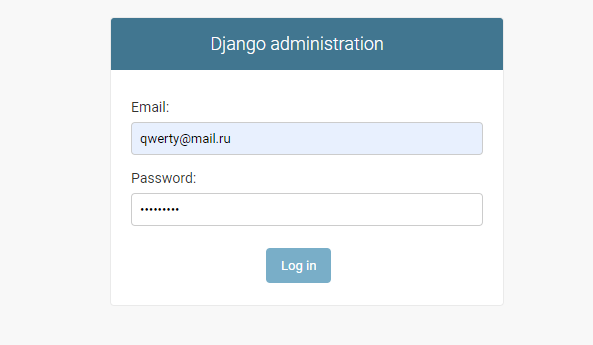 Django administration
Email:
qwerty@mail.ru
Password:
•••••••••
Log in